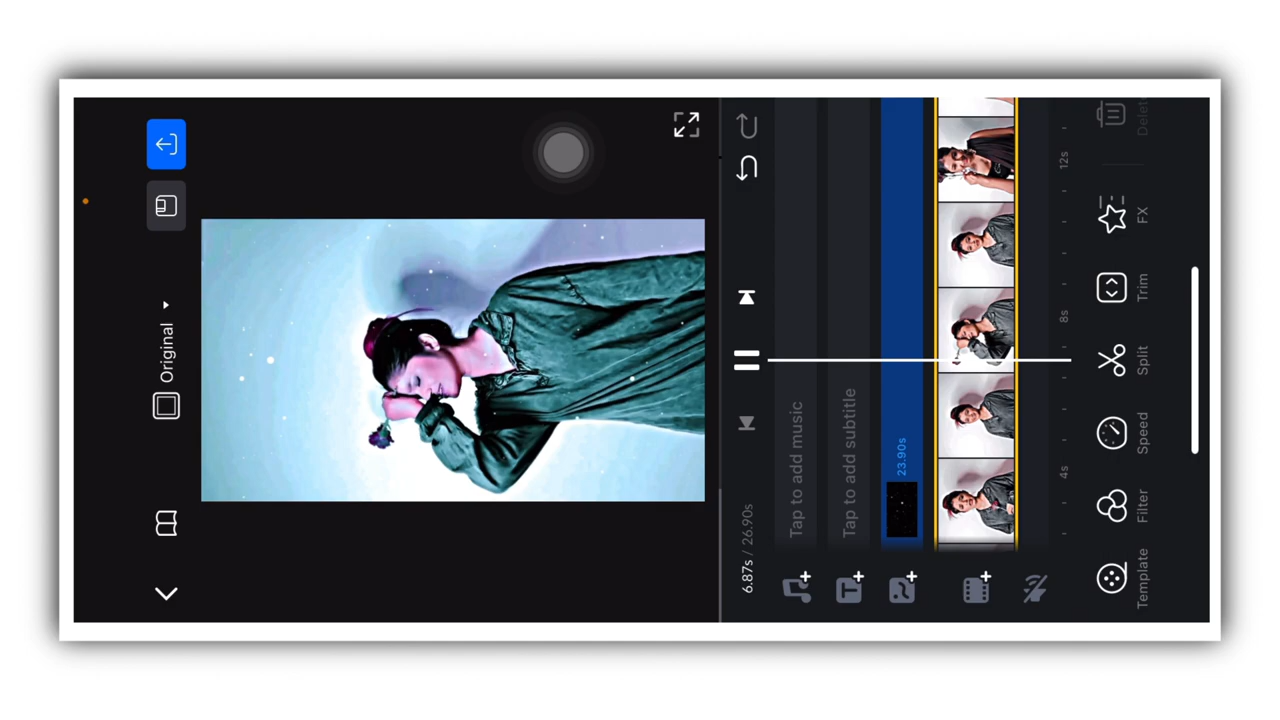 Original
6.87s / 26.90s
Tap to add music
Tap to add subtitle
23.90s
4s
8s
12s
Template
Filter
Speed
Split
Trim
FX
Delete